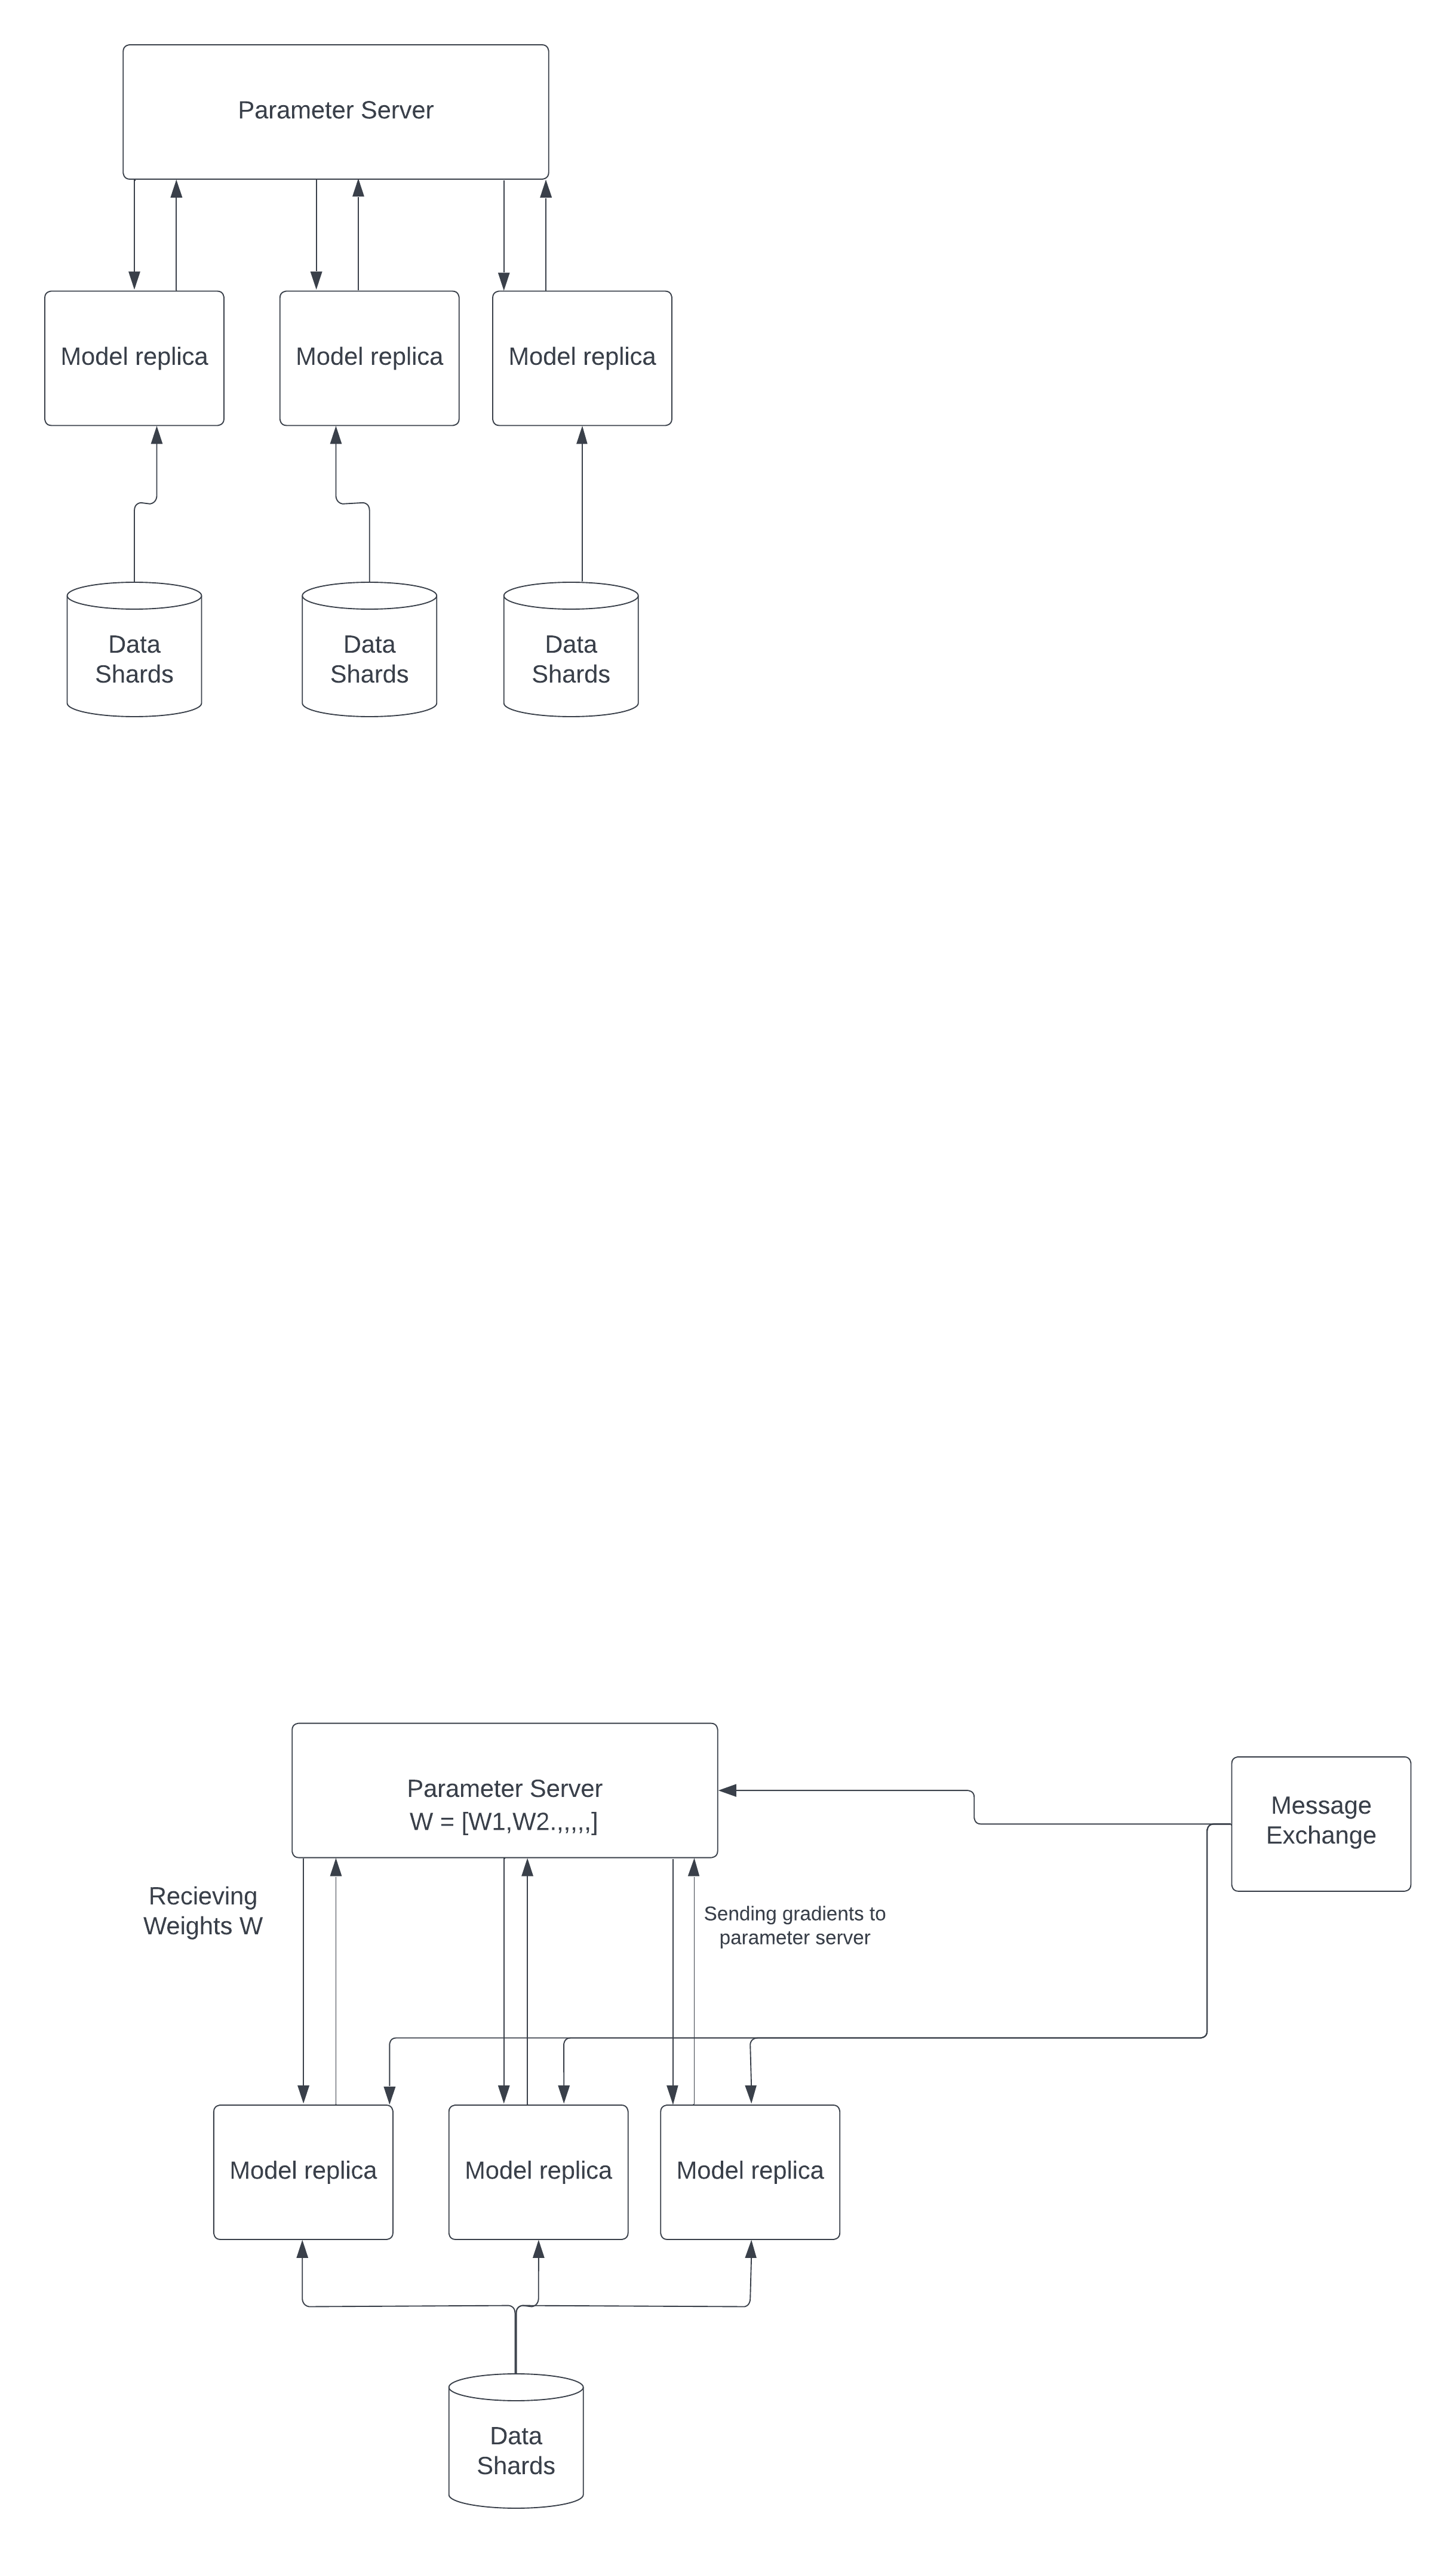 Parameter Server
Model replica
Model replica
Model replica
Data
Shards
Data
Shards
Data
Shards
Parameter Server
W = [W1,W2.,,,,,]
Message
Exchange
Recieving
Weights W
Sending gradients to
parameter server
Model replica
Model replica
Model replica
Data
Shards